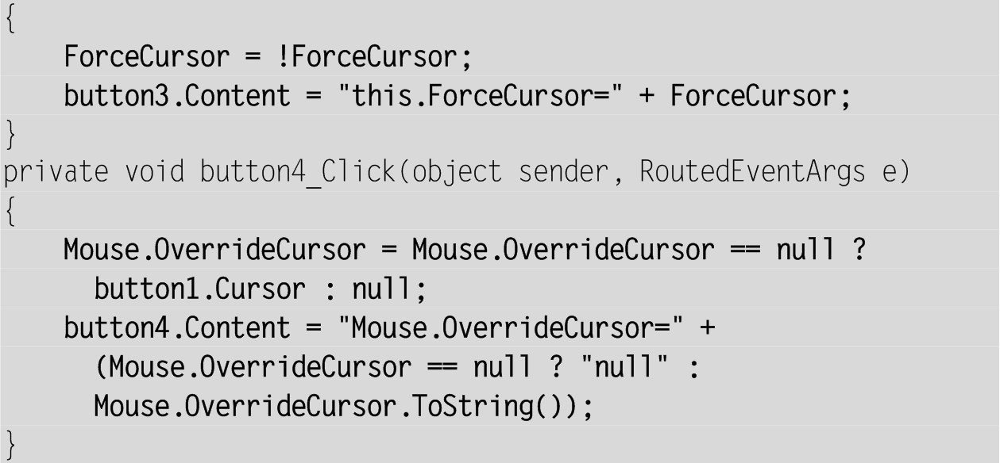 {
    ForceCursor = !ForceCursor;
    button3.Content = "this.ForceCursor=" + ForceCursor;
}
private void button4_Click(object sender, RoutedEventArgs e)
{
    Mouse.OverrideCursor = Mouse.OverrideCursor == null ?
      button1.Cursor : null;
    button4.Content = "Mouse.OverrideCursor=" +
      (Mouse.OverrideCursor == null ? "null" :
      Mouse.OverrideCursor.ToString());
}